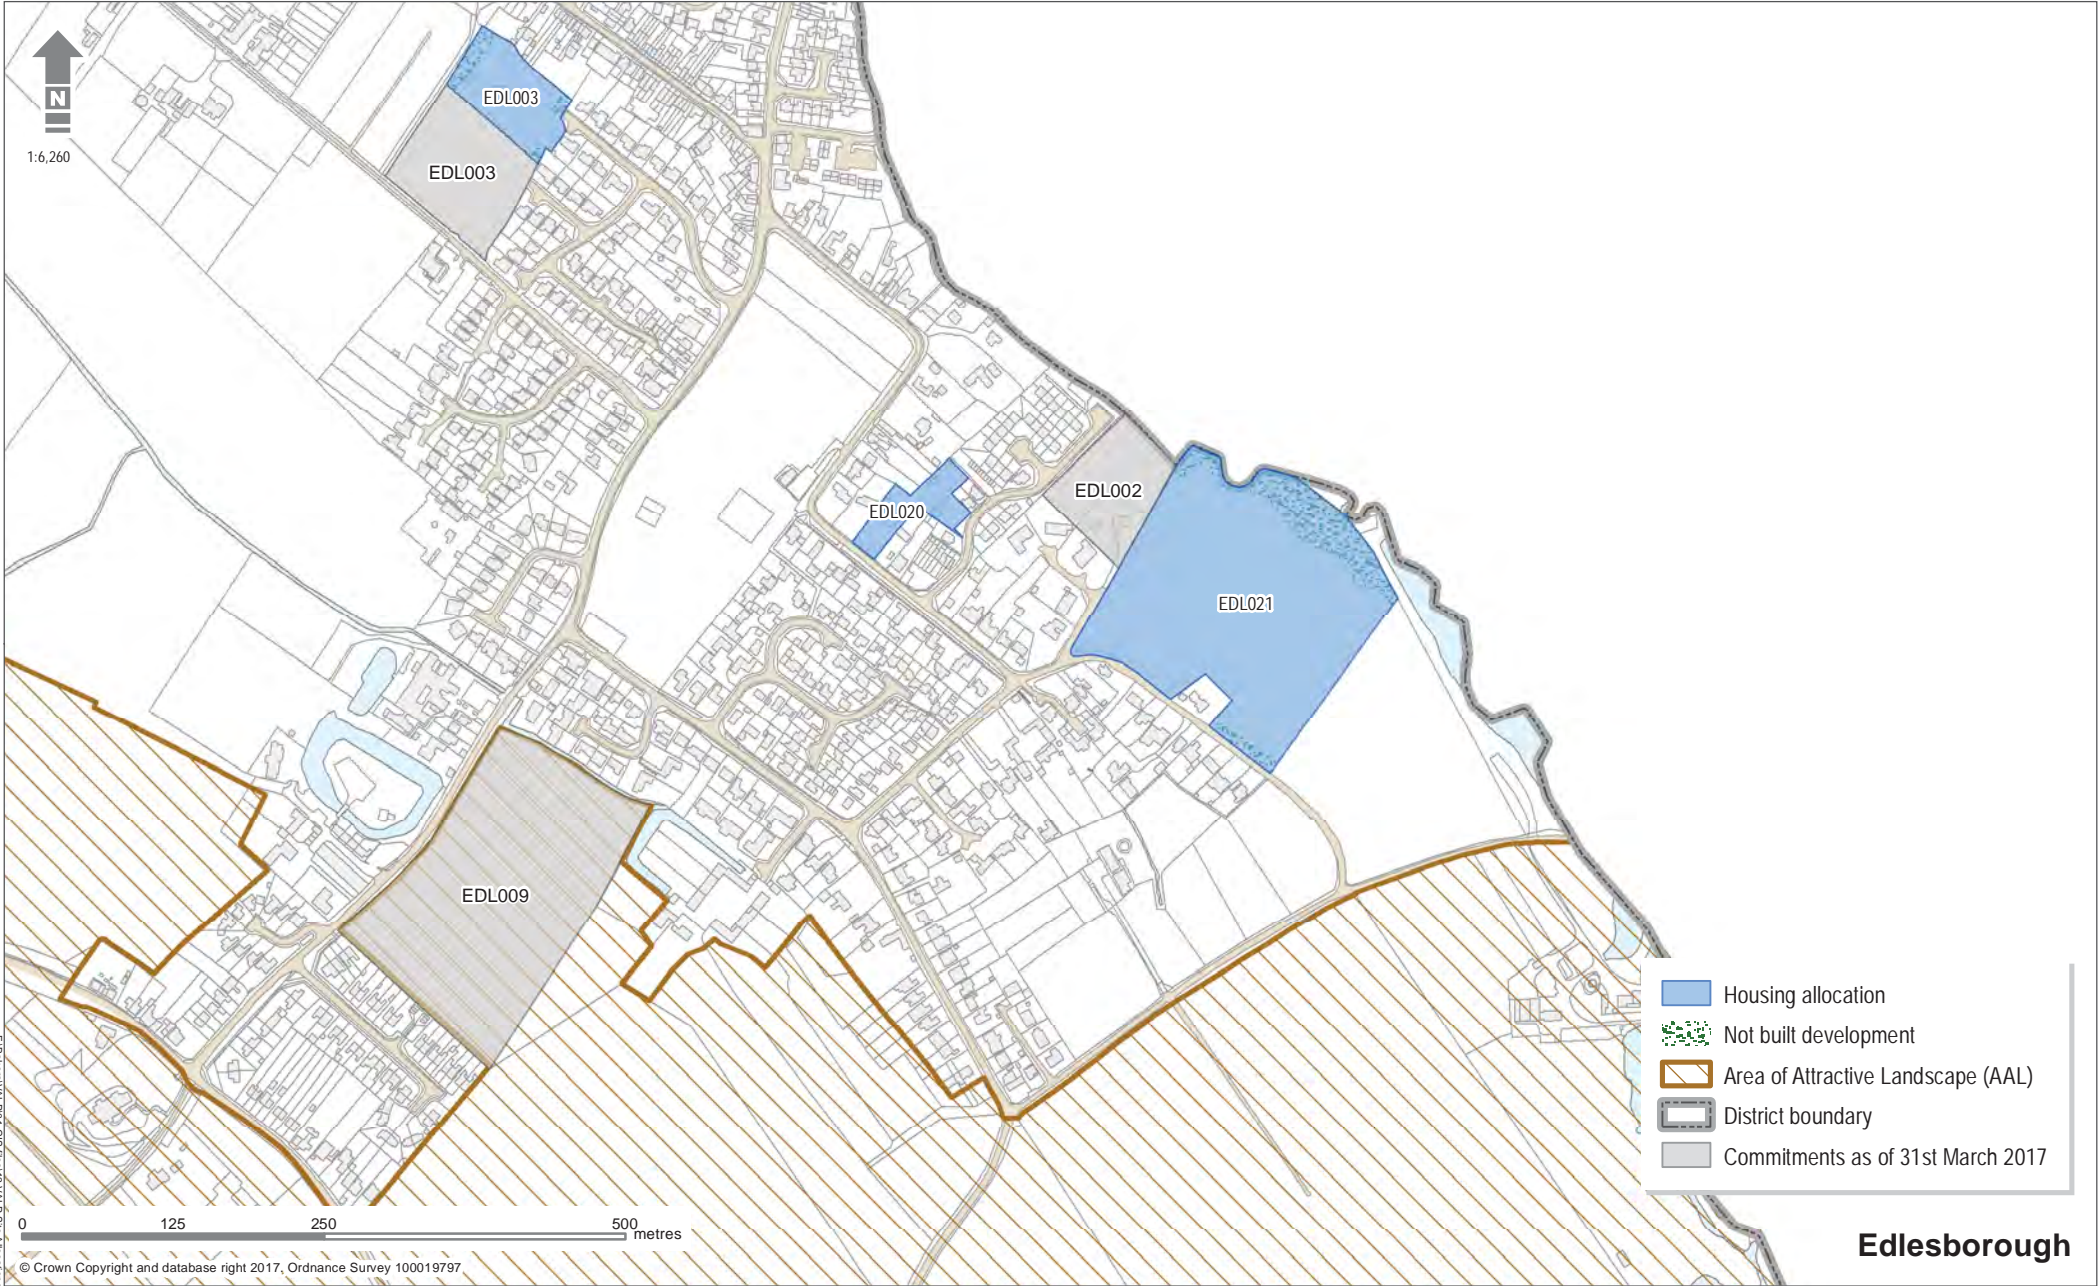 N
1:6,260
EDL003
EDL003
EDL002
EDL020
EDL021
EDL009
Housing allocation
Not built development
Area of Attractive Landscape (AAL)
District boundary
Commitments as of 31st March 2017
0 125 250 500
metres
Edlesborough
© Crown Copyright and database right 2017, Ordnance Survey 100019797